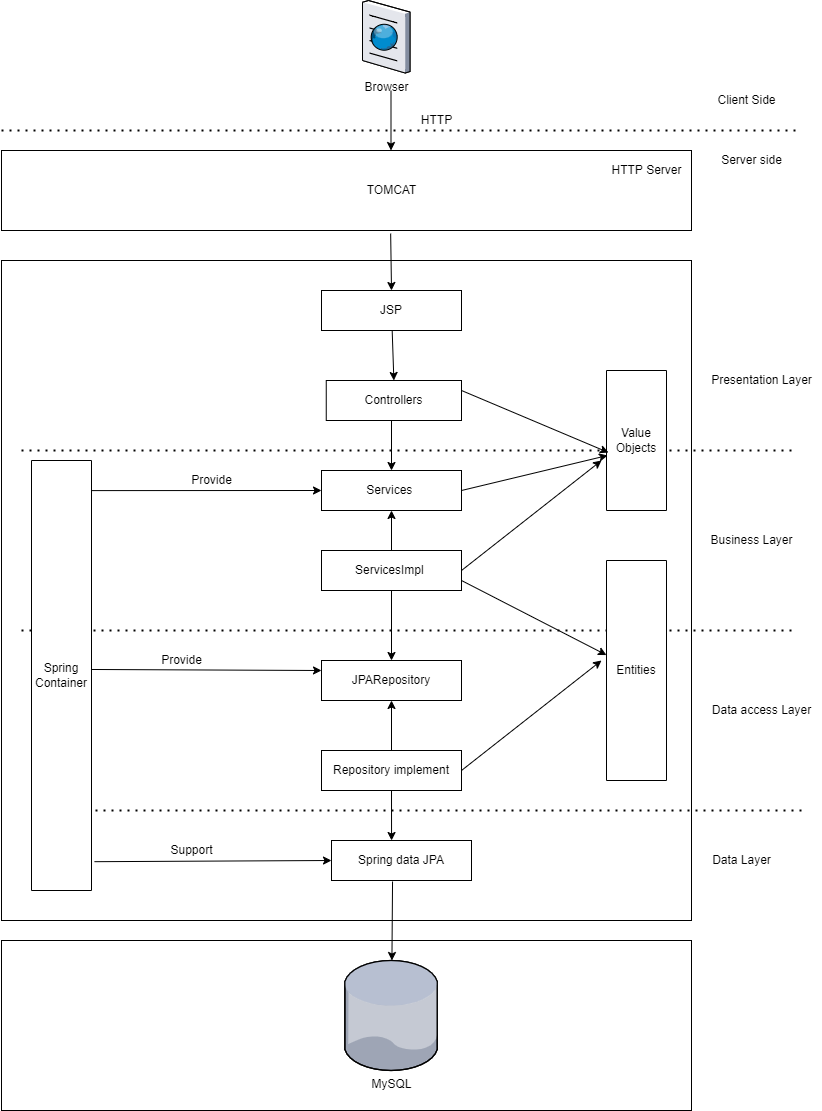 Browser
Client Side
HTTP
Server side
HTTP Server
TOMCAT
JSP
Presentation Layer
Controllers
Value
Objects
Provide
Services
Business Layer
ServicesImpl
Provide
Spring
Container
JPARepository
Entities
Data access Layer
Repository implement
Support
Spring data JPA
Data Layer
MySQL